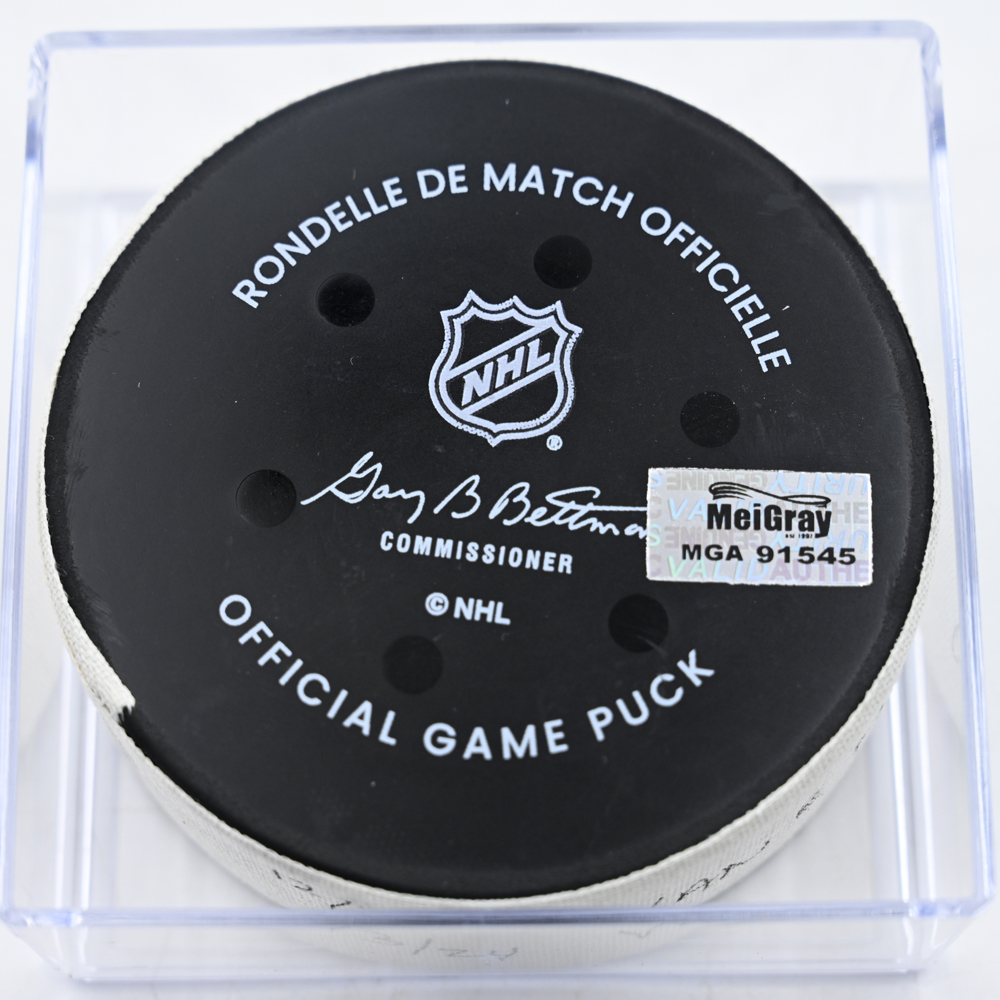 RONDELLE DE MATCH OFFICIELLE
NHL
®
Gary B Bettman
COMMISSIONER
© NHL
OFFICIAL GAME PUCK
MeiGray
MGA 91545